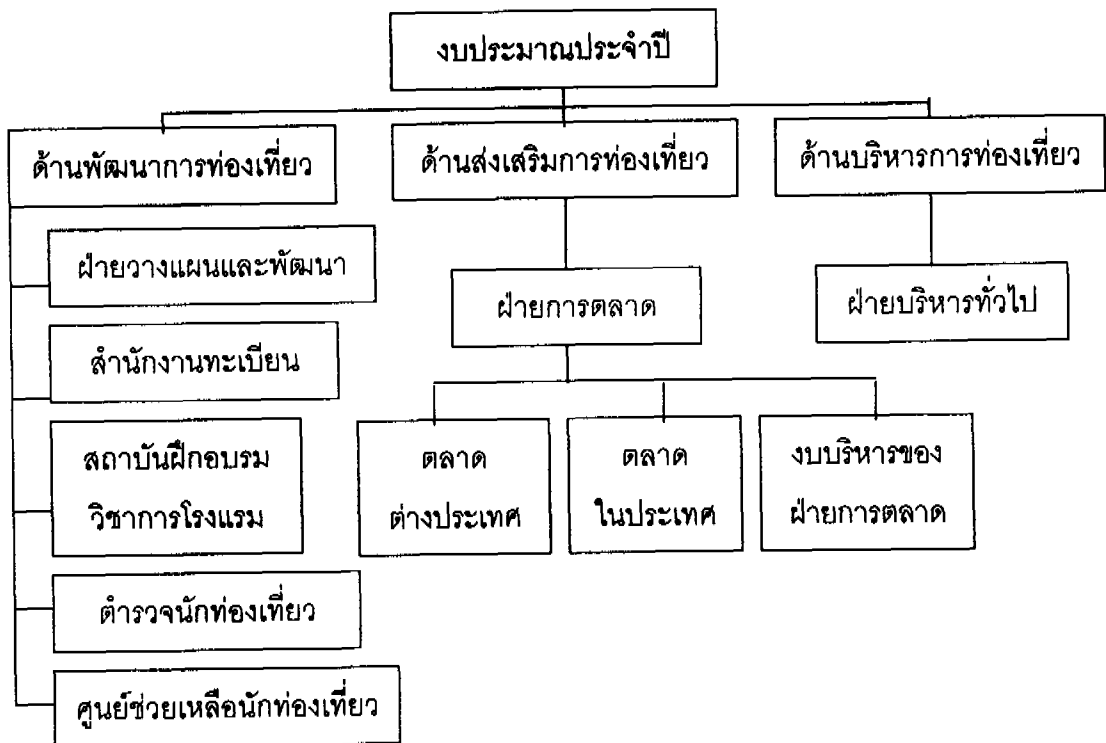 งบประมาณประจำปี
ด้านพัฒนาการท่องเที่ยว
ด้านส่งเสริมการท่องเที่ยว
ด้านบริหารการท่องเที่ยว
ฝ่ายวางแผนและพัฒนา
สำนักงานทะเบียน
สถาบันฝึกอบรม
วิชาการโรงแรม
ตำรวจนักท่องเที่ยว
ศูนย์ช่วยเหลือนักท่องเที่ยว
ฝ่ายการตลาด
ตลาด
ต่างประเทศ
ตลาด
ในประเทศ
งบบริหารของ
ฝ่ายการตลาด
ฝ่ายบริหารทั่วไป